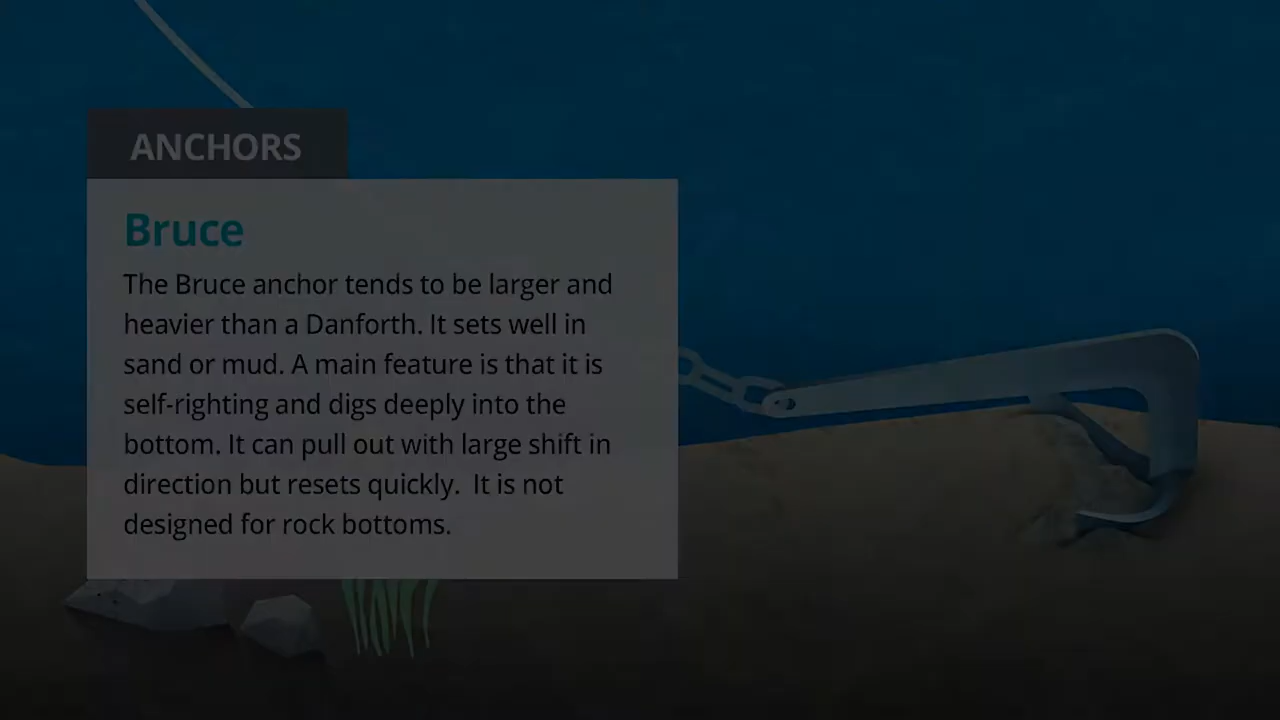 ANCHORS
Bruce
The Bruce anchor tends to be larger and
heavier than a Danforth. It sets well in
sand or mud. A main feature is that it is
self-righting and digs deeply into the
bottom. It can pull out with large shift in
direction but resets quickly.  It is not
designed for rock bottoms.